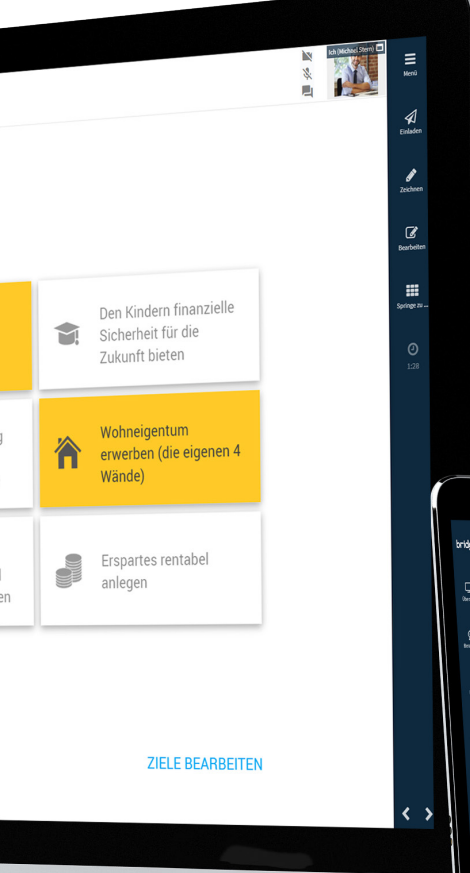 Ich (Michael Stern)
Menü
Einladen
Zeichnen
Bearbeiten
Springe zu ...
1:28
Den Kindern finanzielle
Sicherheit für die
Zukunft bieten
g
Wohneigentum
erwerben (die eigenen 4
Wände)
en
Erspartes rentabel
anlegen
ZIELE BEARBEITEN